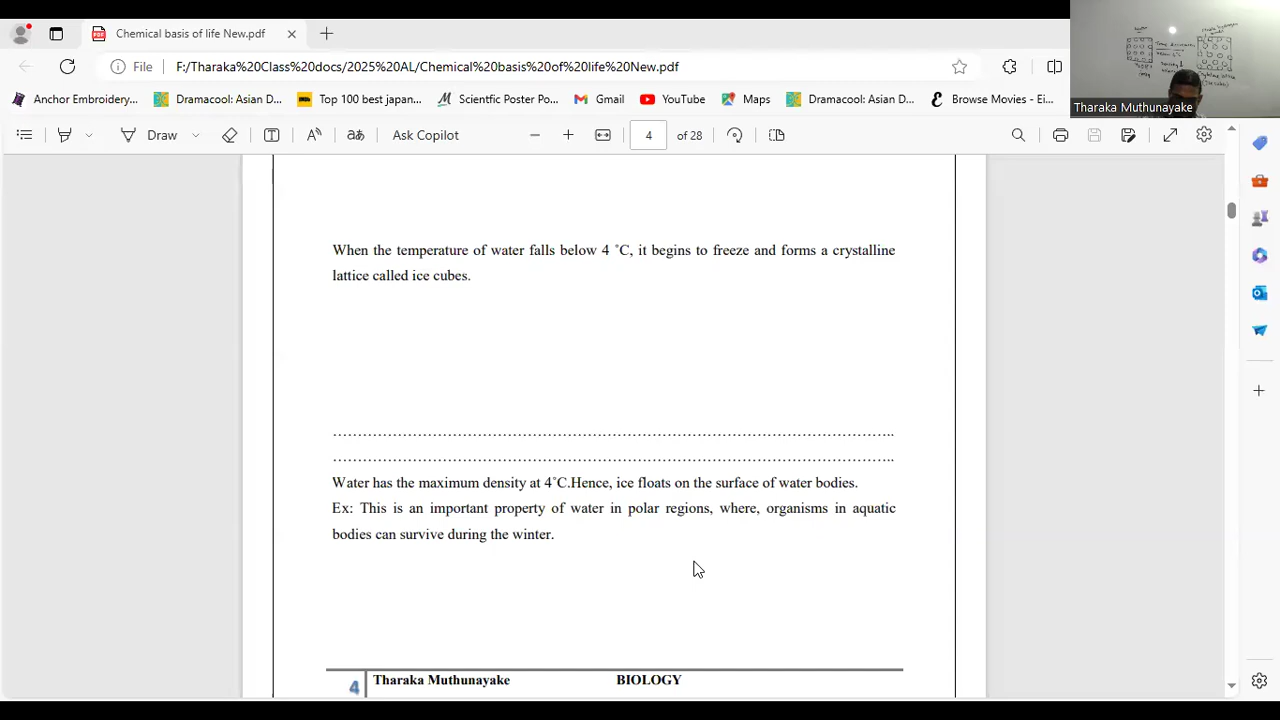 Chemical basis of life New.pdf
File
F:/Tharaka%20Class%20docs/2025%20AL/Chemical%20basis%20of%20life%20New.pdf
Anchor Embroidery...
Dramacool: Asian D...
Top 100 best japan...
Scienftic Poster Po...
Gmail
YouTube
Maps
Dramacool: Asian D...
Browse Movies - Ei...
Draw
Ask Copilot
4
of 28
Tharaka Muthunayake
When the temperature of water falls below 4 ˚C, it begins to freeze and forms a crystalline
lattice called ice cubes.
Water has the maximum density at 4˚C.Hence, ice floats on the surface of water bodies.
Ex: This is an important property of water in polar regions, where, organisms in aquatic
bodies can survive during the winter.
4
Tharaka Muthunayake
BIOLOGY